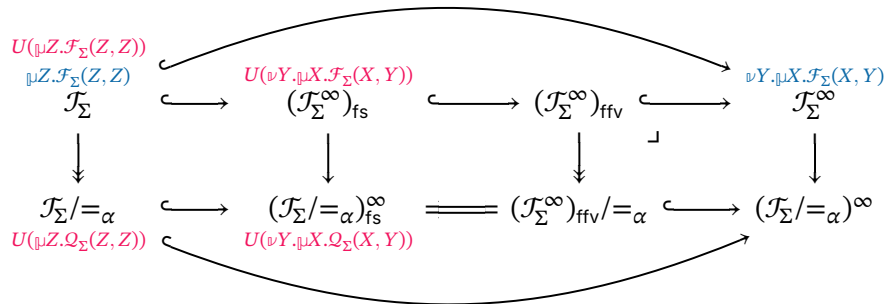 U(μZ.ℱ_Σ(Z, Z))
μZ.ℱ_Σ(Z, Z) U(νY.μX.ℱ_Σ(X, Y)) νY.μX.ℱ_Σ(X, Y)
𝒯_Σ (𝒯_Σ^∞)_fs (𝒯_Σ^∞)_ffv 𝒯_Σ^∞
𝒯_Σ/=_α (𝒯_Σ/=_α)_fs^∞ (𝒯_Σ^∞)_ffv/=_α (𝒯_Σ/=_α)^∞
U(μZ.𝒬_Σ(Z, Z)) U(νY.μX.𝒬_Σ(X, Y))